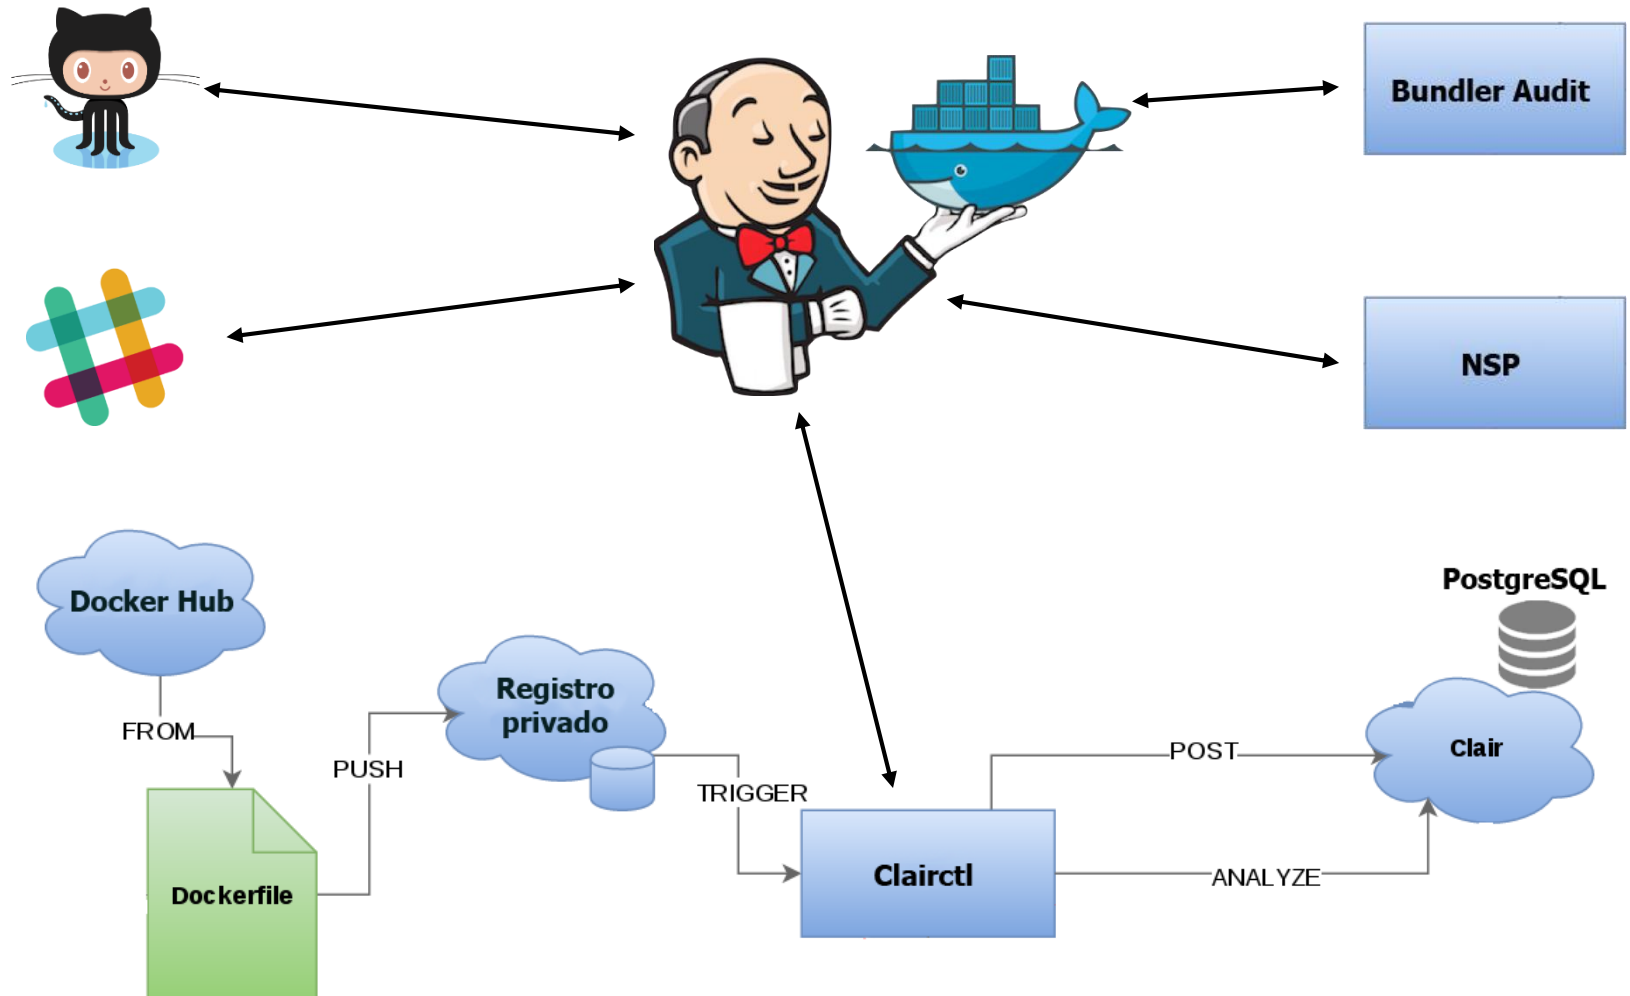 Bundler Audit
NSP
Docker Hub
FROM
Dockerfile
PUSH
Registro
privado
TRIGGER
Clairctl
POST
ANALYZE
PostgreSQL
Clair